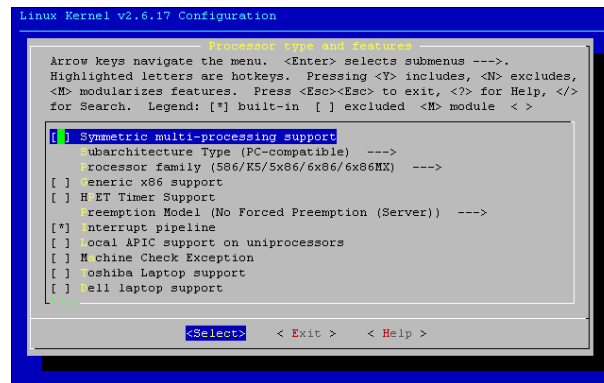 Linux Kernel v2.6.17 Configuration
Processor type and features
Arrow keys navigate the menu. <Enter> selects submenus --->.
Highlighted letters are hotkeys. Pressing <Y> includes, <N> excludes,
<M> modularizes features. Press <Esc><Esc> to exit, <?> for Help, </>
for Search. Legend: [*] built-in [ ] excluded <M> module < >
[ ] Symmetric multi-processing support
Subarchitecture Type (PC-compatible) --->
Processor family (586/K5/5x86/6x86/6x86MX) --->
[ ] Generic x86 support
[ ] HPET Timer Support
Preemption Model (No Forced Preemption (Server)) --->
[*] Interrupt pipeline
[ ] Local APIC support on uniprocessors
[ ] Machine Check Exception
[ ] Toshiba Laptop support
[ ] Dell laptop support
<Select> < Exit > < Help >